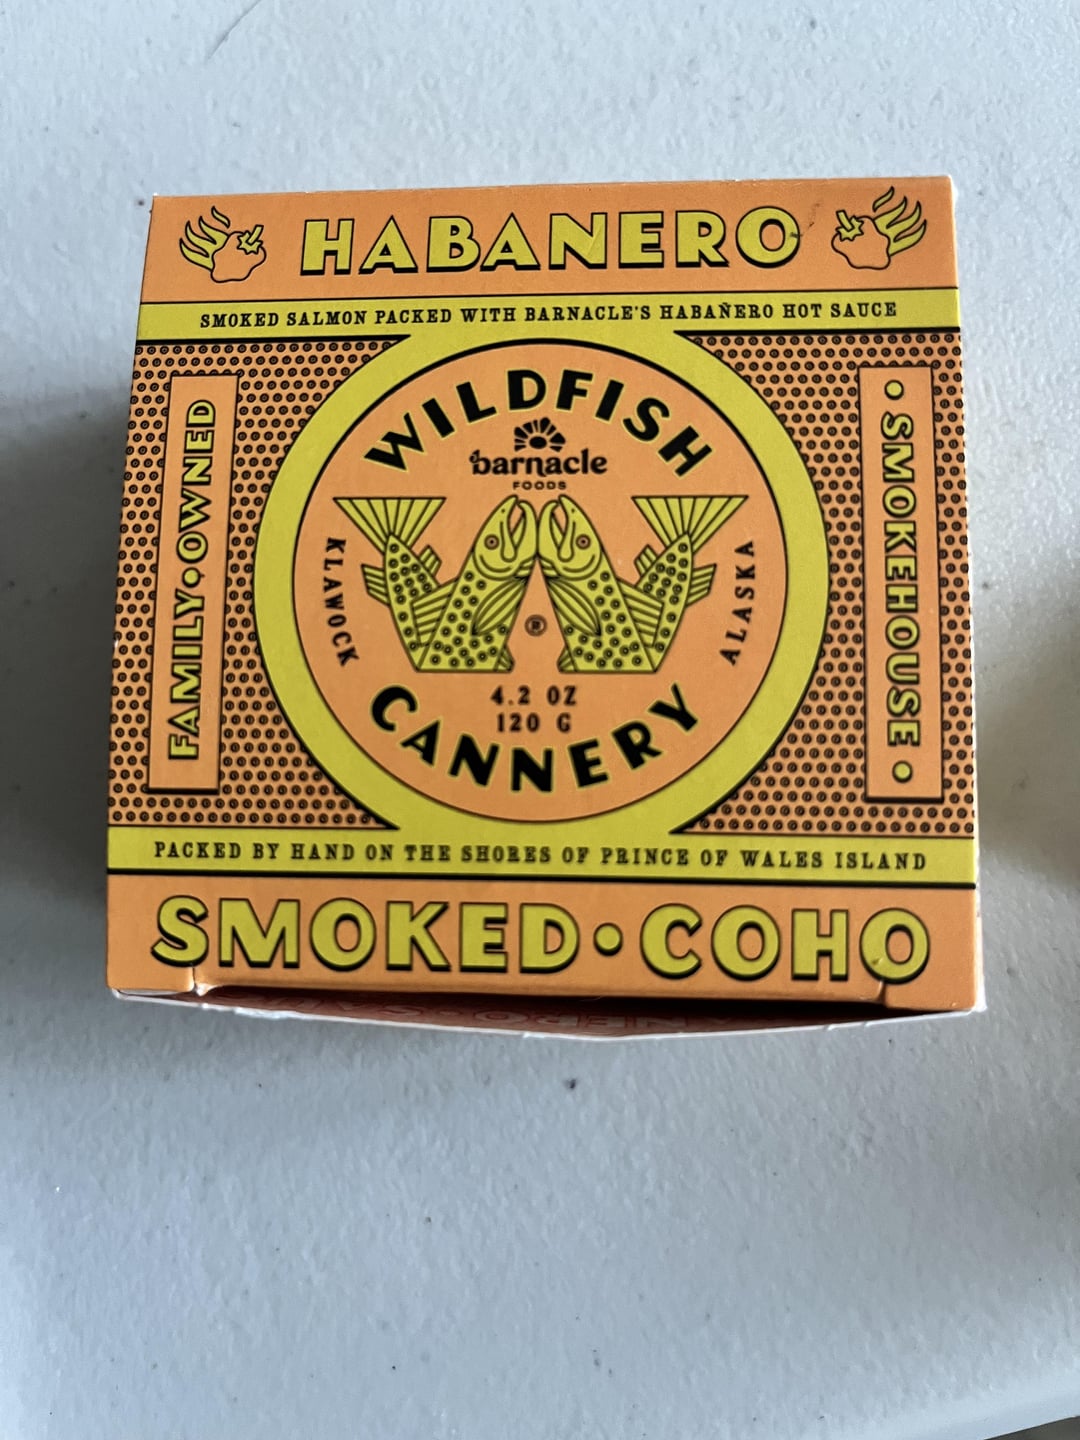 HABANERO
SMOKED SALMON PACKED WITH BARNACLE'S HABAÑERO HOT SAUCE
FAMILY•OWNED
• SMOKEHOUSE •
WILDFISH
barnacle
FOODS
KLAWOCK
ALASKA
®
4.2 OZ
120 G
CANNERY
PACKED BY HAND ON THE SHORES OF PRINCE OF WALES ISLAND
SMOKED•COHO